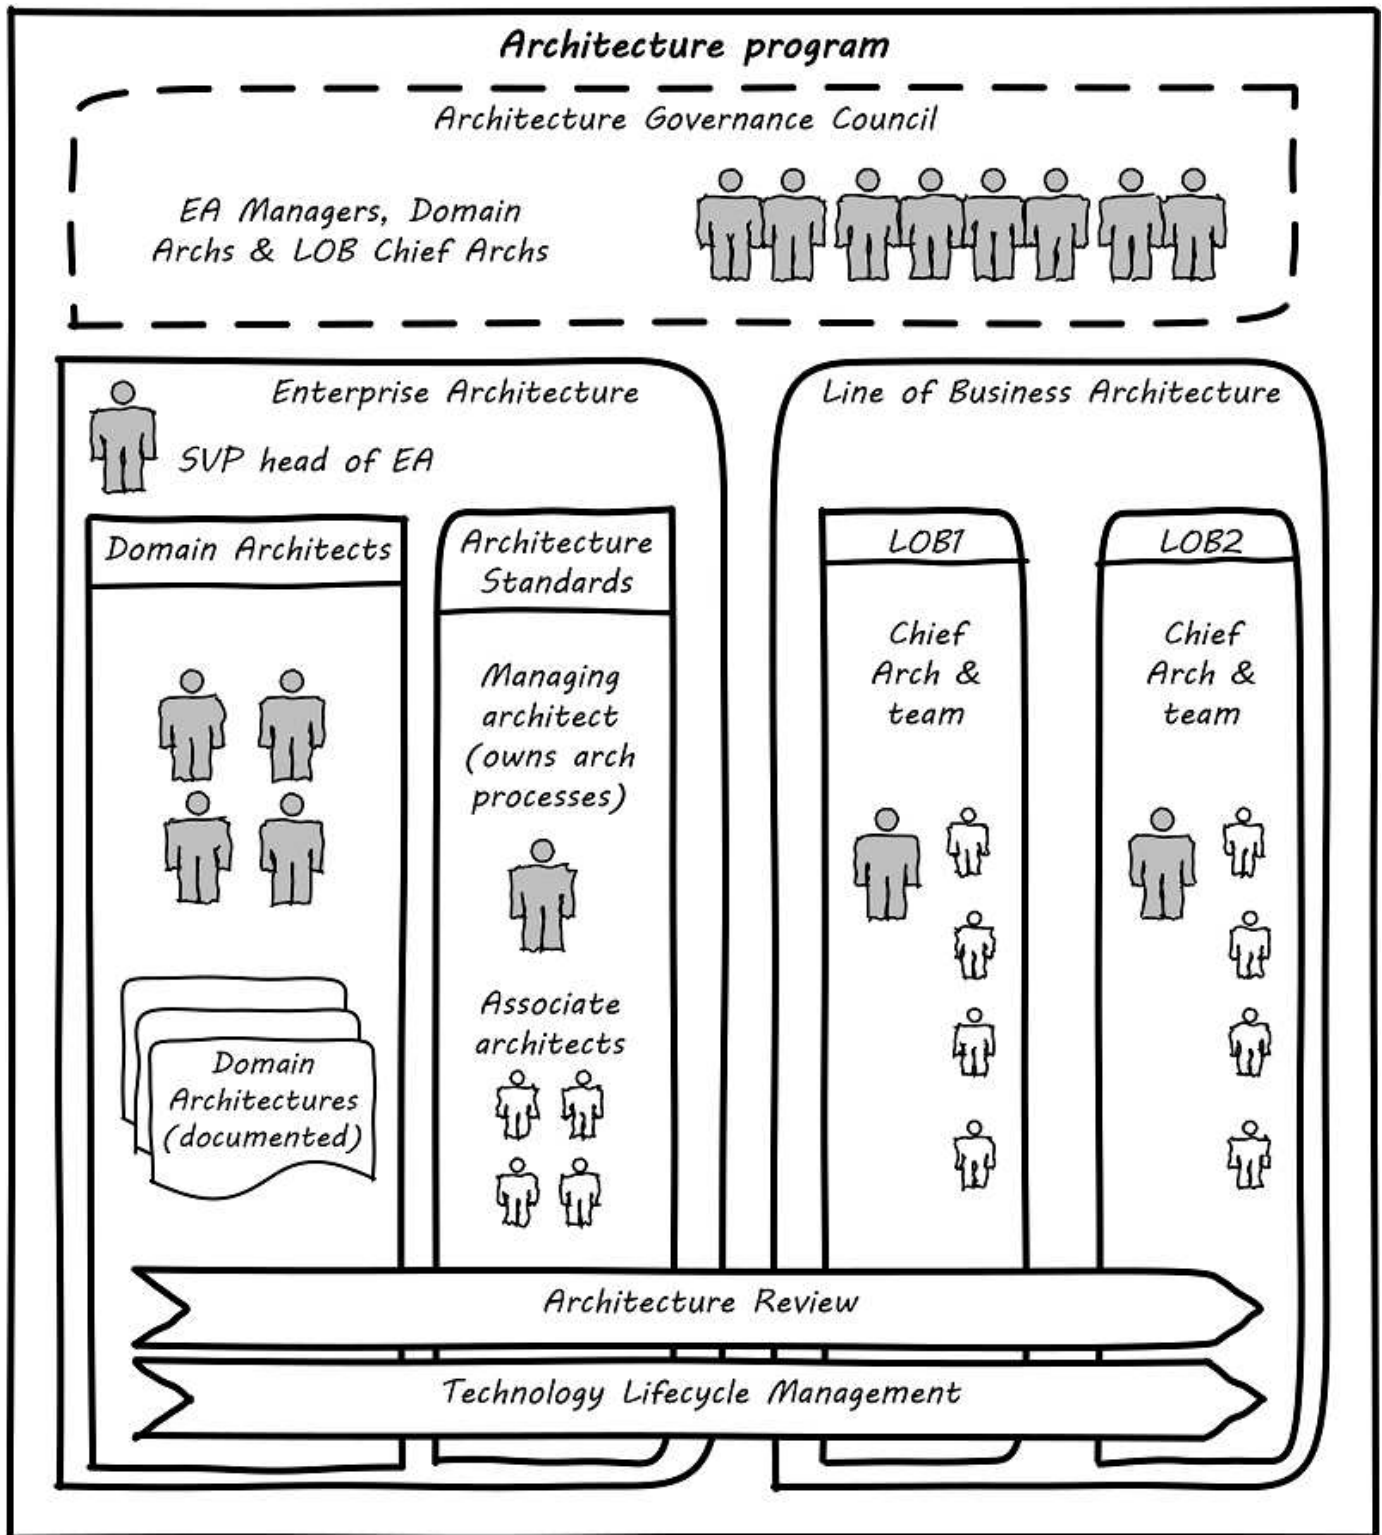 Architecture program
Architecture Governance Council
EA Managers, Domain
Archs & LOB Chief Archs
Enterprise Architecture
SVP head of EA
Domain Architects
Domain
Architectures
(documented)
Architecture
Standards
Managing
architect
(owns arch
processes)
Associate
architects
Line of Business Architecture
LOB1
Chief
Arch &
team
LOB2
Chief
Arch &
team
Architecture Review
Technology Lifecycle Management